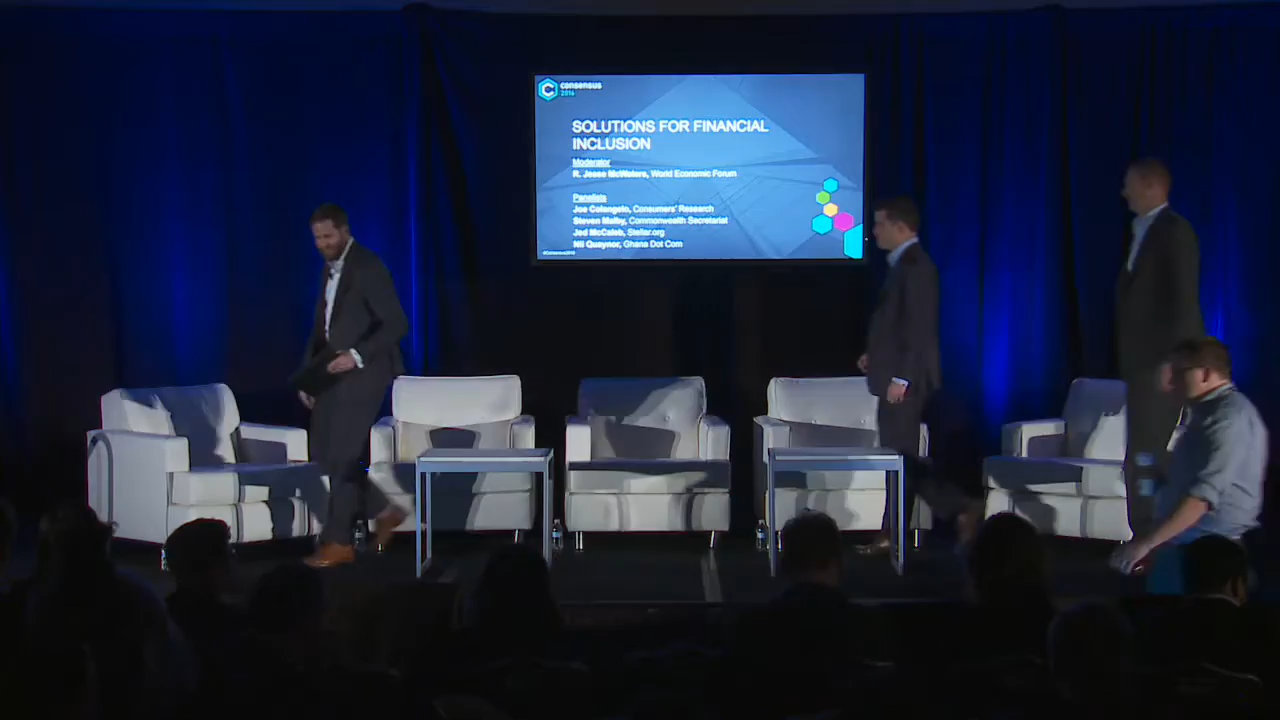 consensus
2016
SOLUTIONS FOR FINANCIAL
INCLUSION
Moderator
R. Jesse McWaters, World Economic Forum
Panelists
Joe Colangelo, Consumers' Research
Steven Malby, Commonwealth Secretariat
Jed McCaleb, Stellar.org
Nii Quaynor, Ghana Dot Com
#Consensus2016